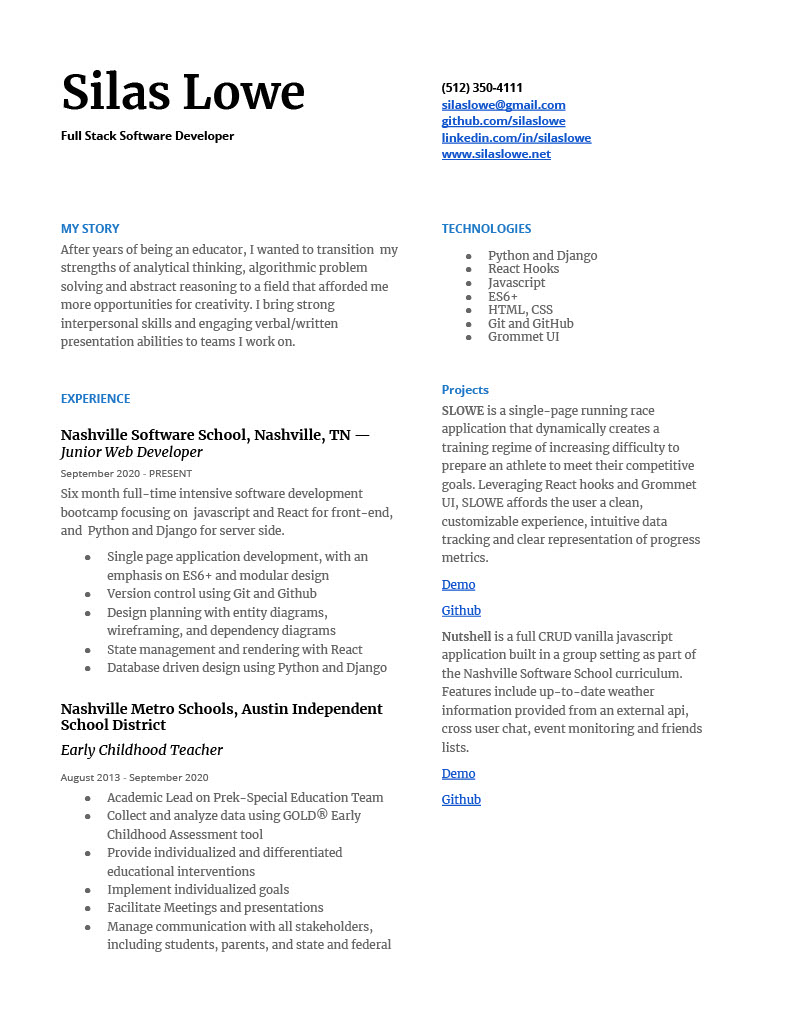 Silas Lowe
Full Stack Software Developer
(512) 350-4111
silaslowe@gmail.com
github.com/silaslowe
linkedin.com/in/silaslowe
www.silaslowe.net
MY STORY
After years of being an educator, I wanted to transition  my
strengths of analytical thinking, algorithmic problem
solving and abstract reasoning to a field that afforded me
more opportunities for creativity. I bring strong
interpersonal skills and engaging verbal/written
presentation abilities to teams I work on.
EXPERIENCE
Nashville Software School, Nashville, TN —
Junior Web Developer
September 2020 - PRESENT
Six month full-time intensive software development
bootcamp focusing on  javascript and React for front-end,
and  Python and Django for server side.
● Single page application development, with an
emphasis on ES6+ and modular design
● Version control using Git and Github
● Design planning with entity diagrams,
wireframing, and dependency diagrams
● State management and rendering with React
● Database driven design using Python and Django
Nashville Metro Schools, Austin Independent
School District
Early Childhood Teacher
August 2013 - September 2020
● Academic Lead on Prek-Special Education Team
● Collect and analyze data using GOLD® Early
Childhood Assessment tool
● Provide individualized and differentiated
educational interventions
● Implement individualized goals
● Facilitate Meetings and presentations
● Manage communication with all stakeholders,
including students, parents, and state and federal
TECHNOLOGIES
● Python and Django
● React Hooks
● Javascript
● ES6+
● HTML, CSS
● Git and GitHub
● Grommet UI
Projects
SLOWE is a single-page running race
application that dynamically creates a
training regime of increasing difficulty to
prepare an athlete to meet their competitive
goals. Leveraging React hooks and Grommet
UI, SLOWE affords the user a clean,
customizable experience, intuitive data
tracking and clear representation of progress
metrics.
Demo
Github
Nutshell is a full CRUD vanilla javascript
application built in a group setting as part of
the Nashville Software School curriculum.
Features include up-to-date weather
information provided from an external api,
cross user chat, event monitoring and friends
lists.
Demo
Github